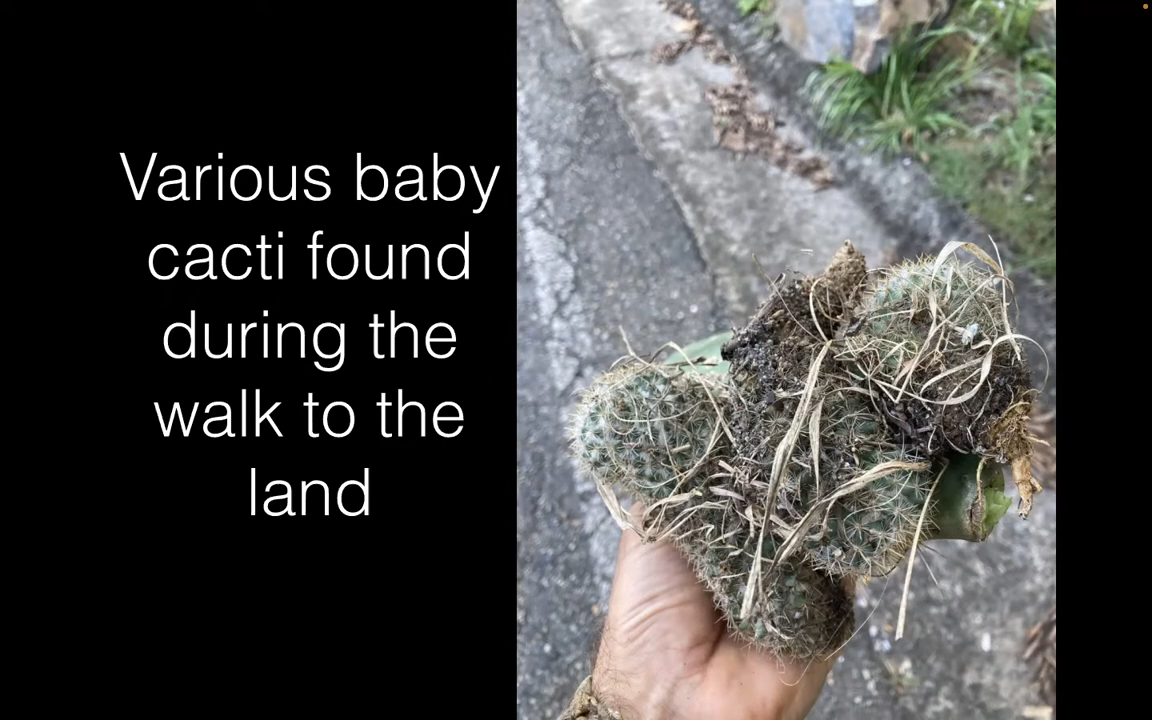 Various baby
cacti found
during the
walk to the
land